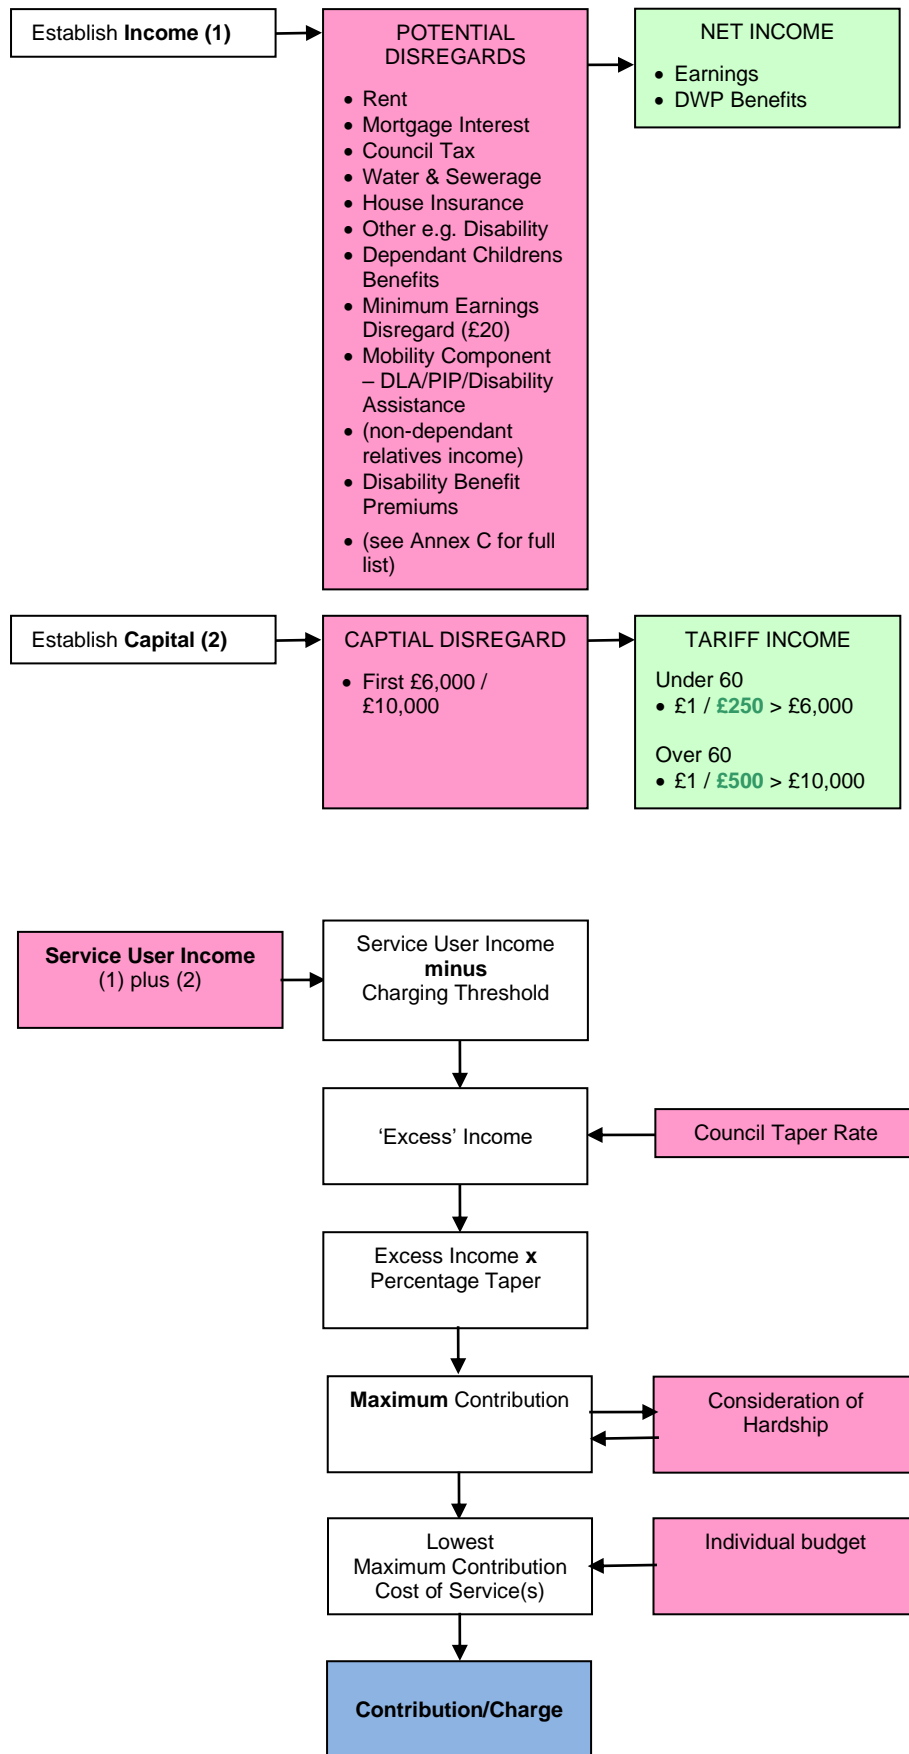 Establish Income (1)
POTENTIAL
DISREGARDS
• Rent
• Mortgage Interest
• Council Tax
• Water & Sewerage
• House Insurance
• Other e.g. Disability
• Dependant Childrens
Benefits
• Minimum Earnings
Disregard (£20)
• Mobility Component
– DLA/PIP/Disability
Assistance
• (non-dependant
relatives income)
• Disability Benefit
Premiums
• (see Annex C for full
list)
NET INCOME
• Earnings
• DWP Benefits
Establish Capital (2)
CAPTIAL DISREGARD
• First £6,000 /
£10,000
TARIFF INCOME
Under 60
• £1 / £250 > £6,000
Over 60
• £1 / £500 > £10,000
Service User Income
(1) plus (2)
Service User Income
minus
Charging Threshold
‘Excess’ Income
Council Taper Rate
Excess Income x
Percentage Taper
Maximum Contribution
Consideration of
Hardship
Lowest
Maximum Contribution
Cost of Service(s)
Individual budget
Contribution/Charge